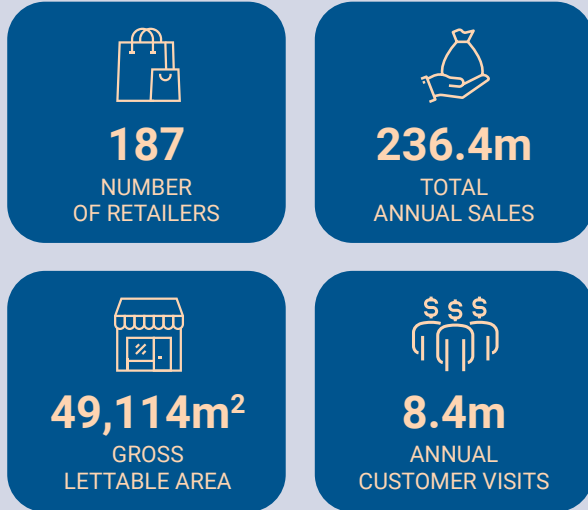 187
NUMBER
OF RETAILERS
236.4m
TOTAL
ANNUAL SALES
49,114m²
GROSS
LETTABLE AREA
$ $ $
8.4m
ANNUAL
CUSTOMER VISITS